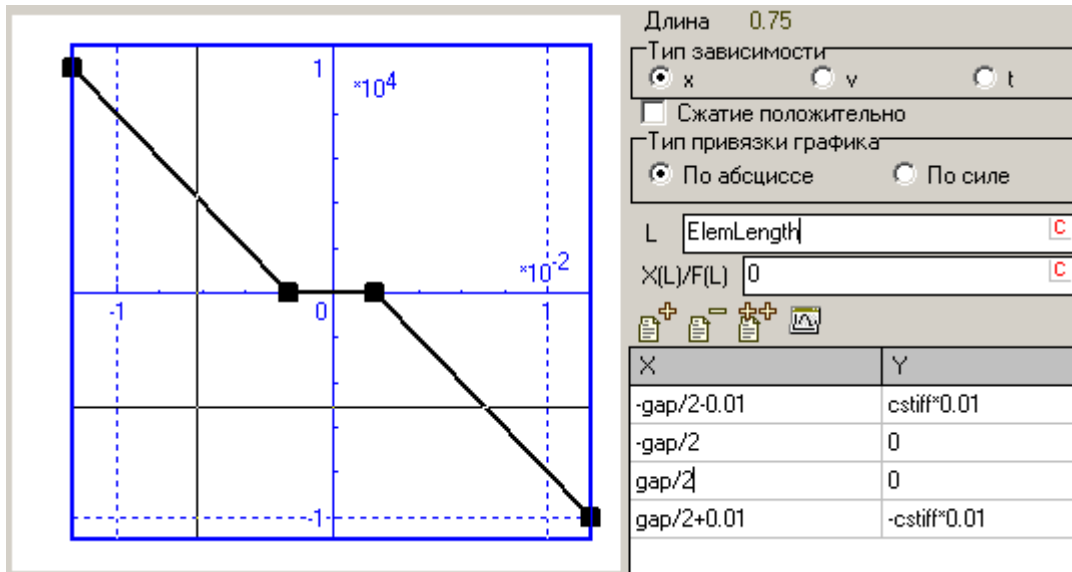 Длина 0.75
Тип зависимости
x v t
Сжатие положительно
Тип привязки графика
По абсциссе По силе
L ElemLength C
X(L)/F(L) 0 C
X Y
-gap/2-0.01 cstiff*0.01
-gap/2 0
gap/2 0
gap/2+0.01 -cstiff*0.01
1
*10^4
*10^-2
-1 0 1
-1